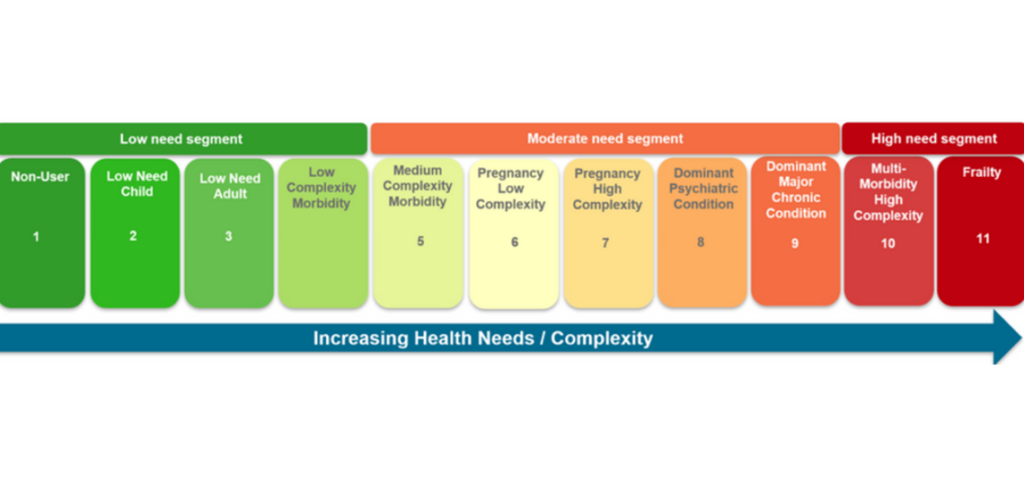 Low need segment
Moderate need segment
High need segment
Non-User
1
Low Need
Child
2
Low Need
Adult
3
Low
Complexity
Morbidity
Medium
Complexity
Morbidity
5
Pregnancy
Low
Complexity
6
Pregnancy
High
Complexity
7
Dominant
Psychiatric
Condition
8
Dominant
Major
Chronic
Condition
9
Multi-
Morbidity
High
Complexity
10
Frailty
11
Increasing Health Needs / Complexity